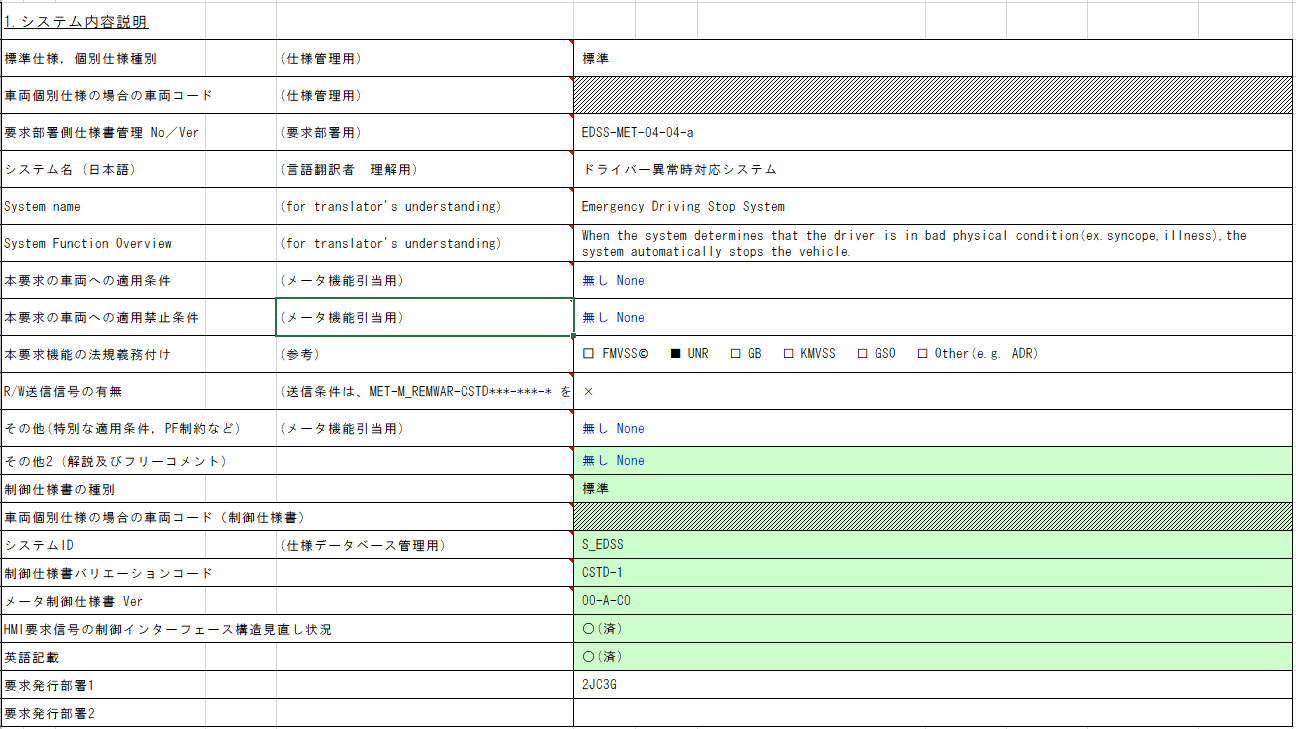 1.システム内容説明
標準仕様, 個別仕様種別 (仕様管理用) 標準
車両個別仕様の場合の車両コード (仕様管理用)
要求部署側仕様書管理 No/Ver (要求部署用) EDSS-MET-04-04-a
システム名(日本語) (言語翻訳者 理解用) ドライバー異常時対応システム
System name (for translator's understanding) Emergency Driving Stop System
System Function Overview (for translator's understanding) When the system determines that the driver is in bad physical condition(ex.syncope,illness),the
system automatically stops the vehicle.
本要求の車両への適用条件 (メータ機能引当用) 無し None
本要求の車両への適用禁止条件 (メータ機能引当用) 無し None
本要求機能の法規義務付け (参考) □ FMVSS© ■ UNR □ GB □ KMVSS □ GSO □ Other(e.g. ADR)
R/W送信信号の有無 (送信条件は、MET-M_REMWAR-CSTD***-***-* を ×
その他(特別な適用条件, PF制約など) (メータ機能引当用) 無し None
その他2 (解説及びフリーコメント) 無し None
制御仕様書の種別 標準
車両個別仕様の場合の車両コード(制御仕様書)
システムID (仕様データベース管理用) S_EDSS
制御仕様書バリエーションコード CSTD-1
メータ制御仕様書 Ver 00-A-C0
HMI要求信号の制御インターフェース構造見直し状況 〇(済)
英語記載 〇(済)
要求発行部署1 2JC3G
要求発行部署2